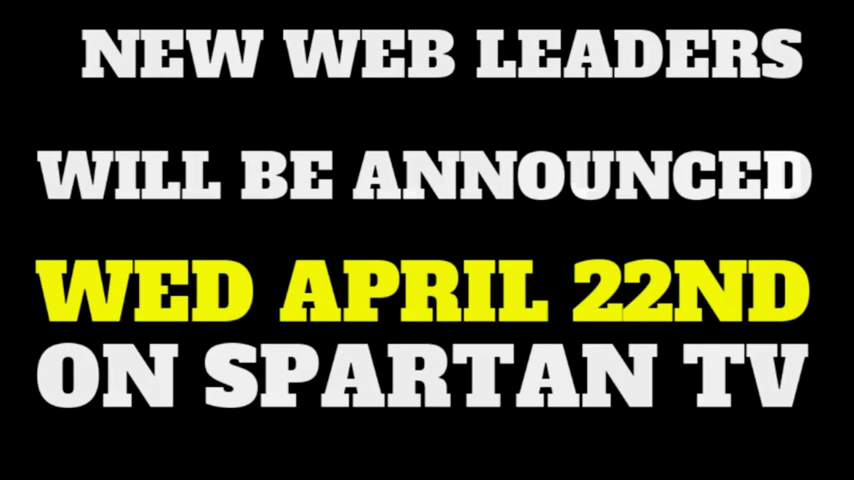 NEW WEB LEADERS
WILL BE ANNOUNCED
WED APRIL 22ND
ON SPARTAN TV